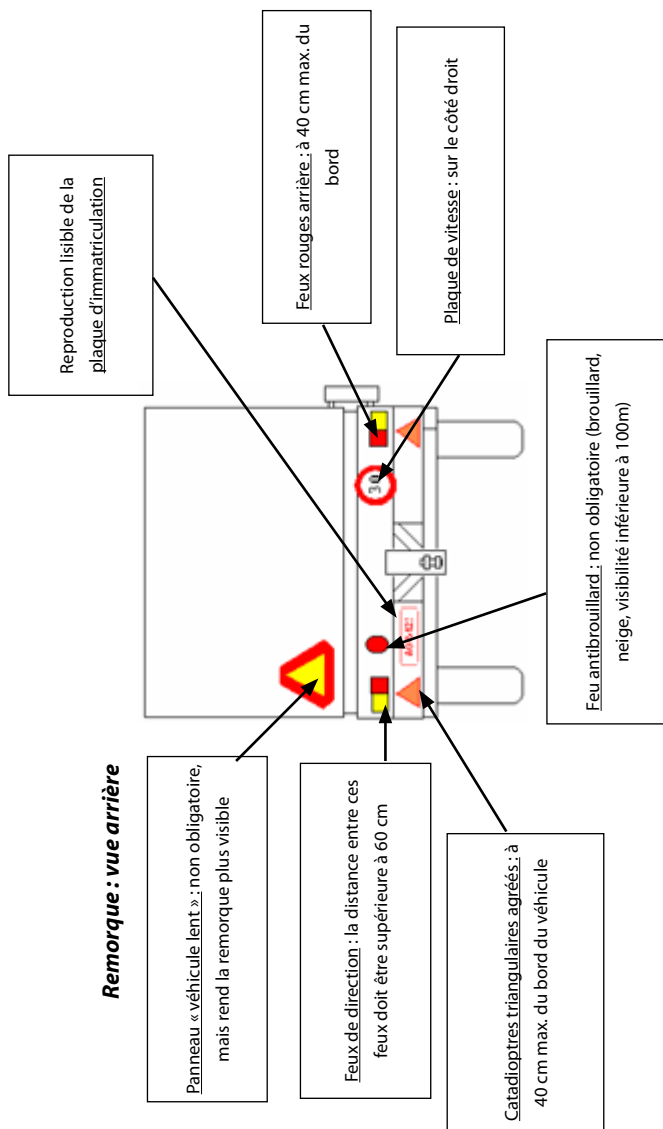 Remorque : vue arrière
Panneau « véhicule lent » : non obligatoire,
mais rend la remorque plus visible
Reproduction lisible de la
plaque d'immatriculation
Feux de direction : la distance entre ces
feux doit être supérieure à 60 cm
Feux rouges arrière : à 40 cm max. du
bord
Catadioptres triangulaires agréés : à
40 cm max. du bord du véhicule
Feu antibrouillard : non obligatoire (brouillard,
neige, visibilité inférieure à 100m)
Plaque de vitesse : sur le côté droit
30